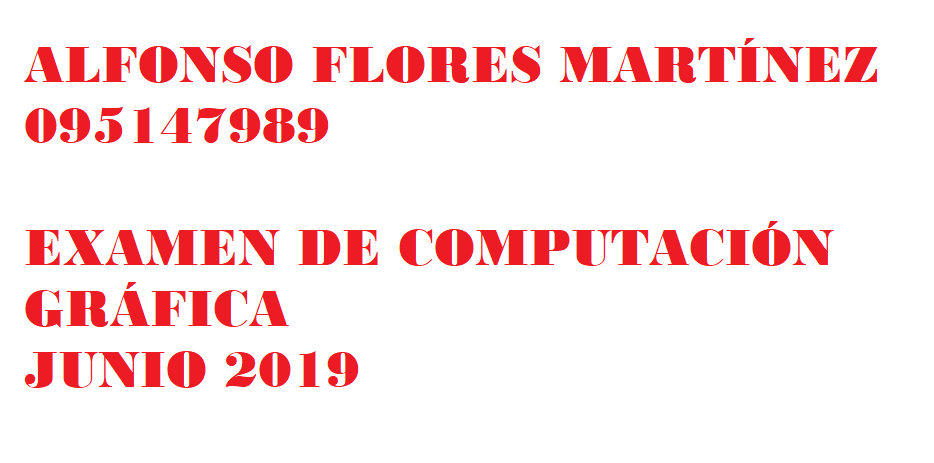 ALFONSO FLORES MARTÍNEZ
095147989
EXAMEN DE COMPUTACIÓN
GRÁFICA
JUNIO 2019